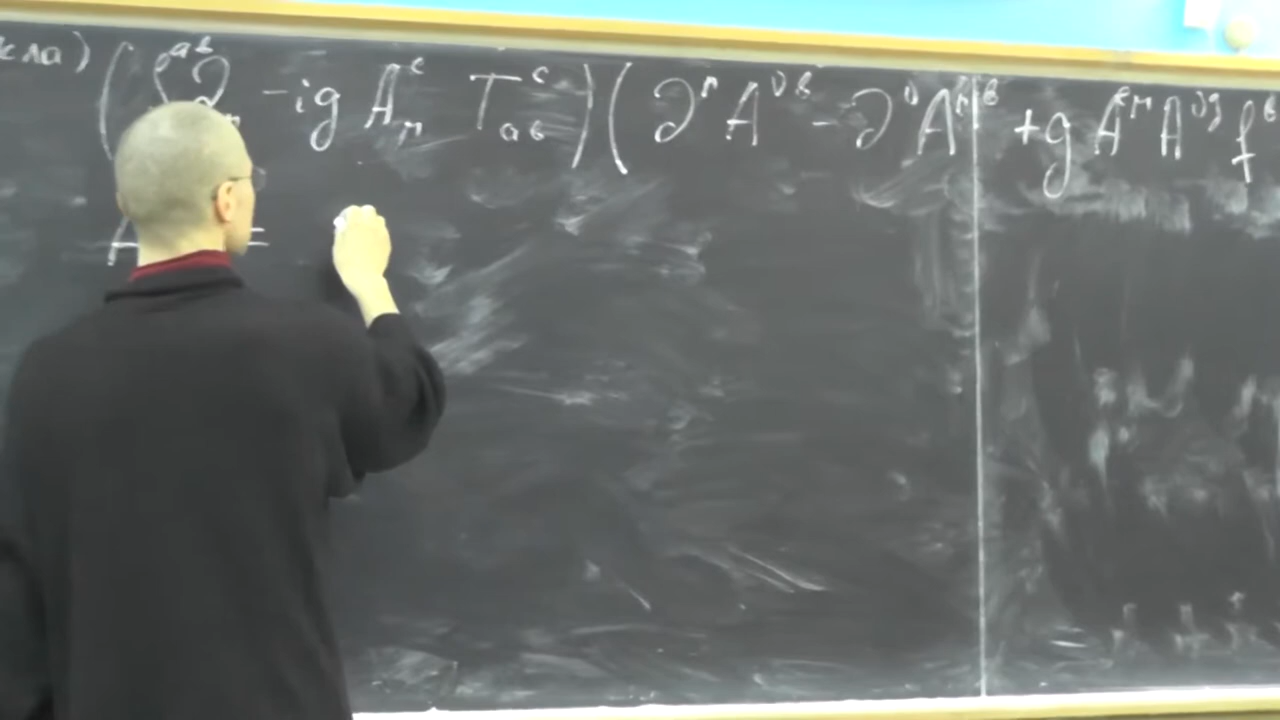 кла) (δ^{ab}∂_μ - ig A^c_μ T^c_{ab})(∂^μ A^{νb} - ∂^ν A^{μb} + g A^{eμ} A^{νg} f^b
A =